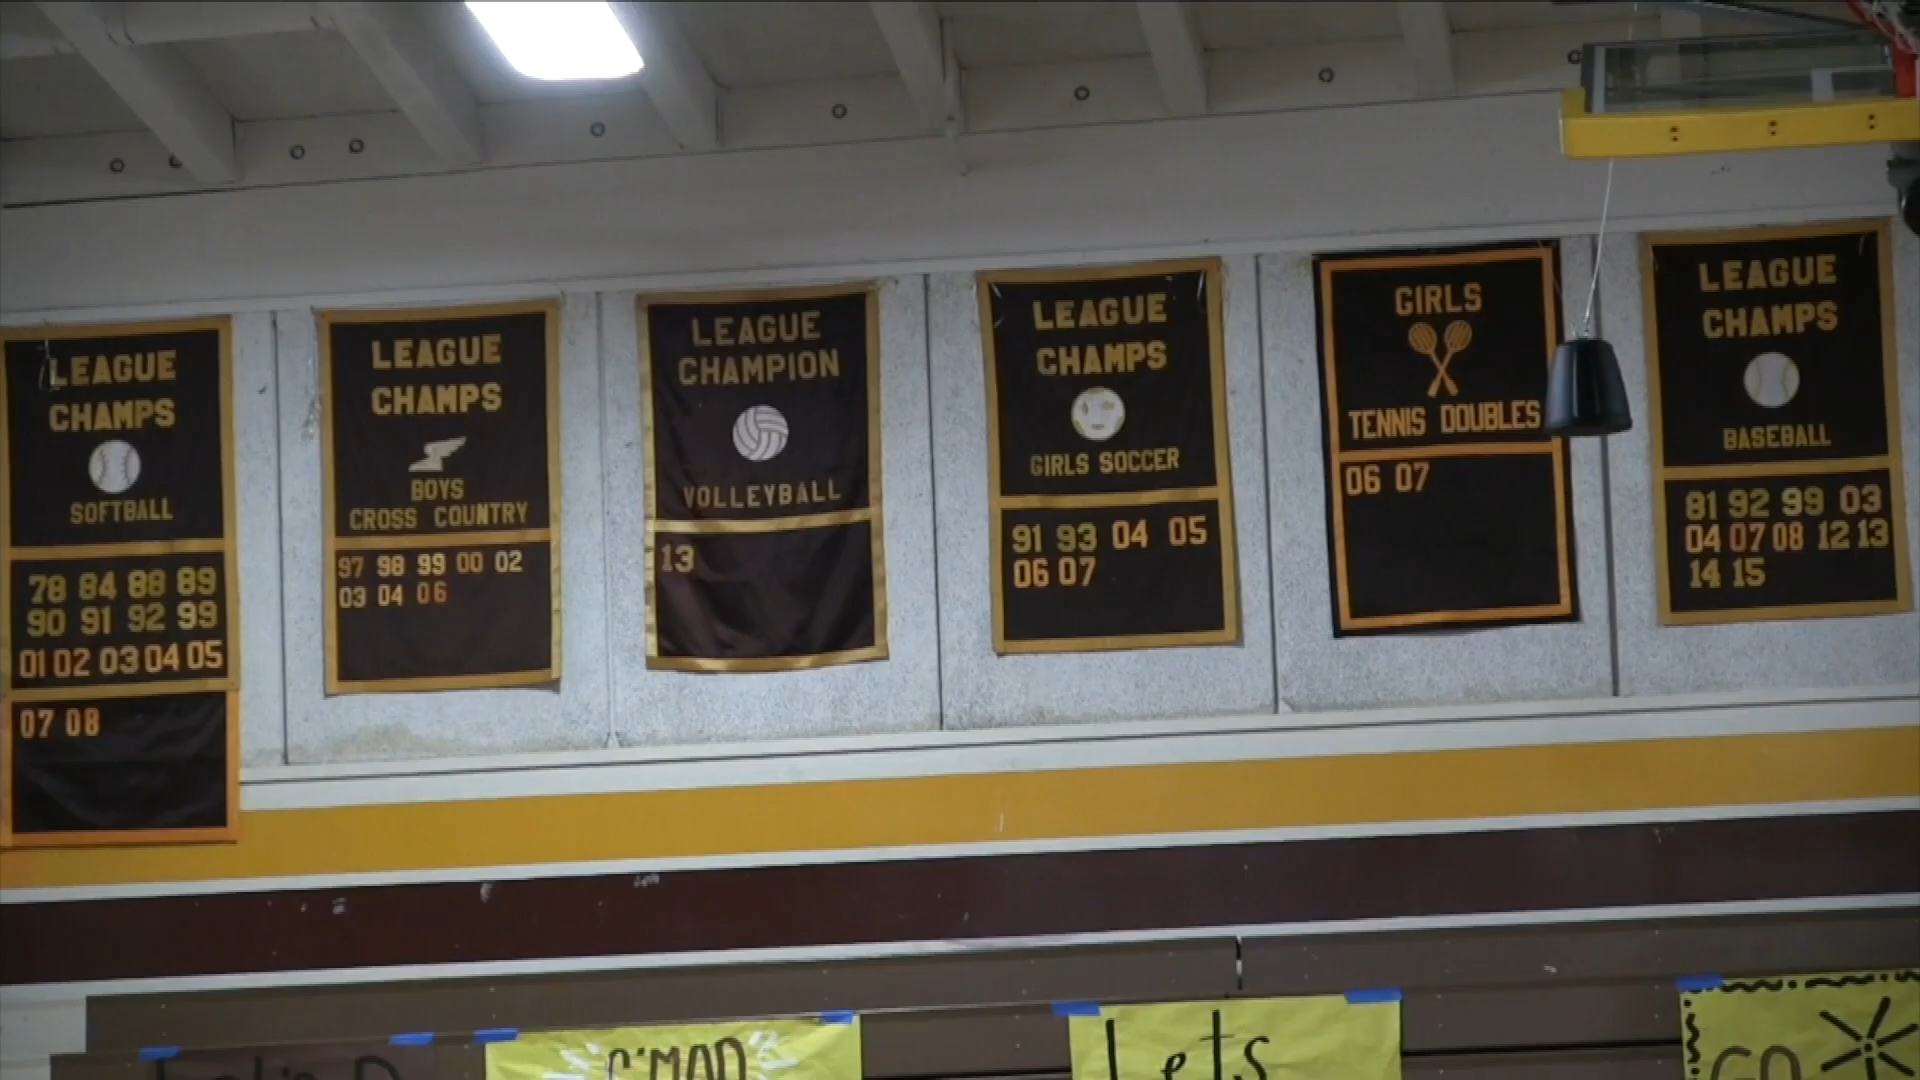 LEAGUE
CHAMPS
SOFTBALL
78 84 88 89
90 91 92 99
01 02 03 04 05
07 08
LEAGUE
CHAMPS
BOYS
CROSS COUNTRY
97 98 99 00 02
03 04 06
LEAGUE
CHAMPION
VOLLEYBALL
13
LEAGUE
CHAMPS
GIRLS SOCCER
91 93 04 05
06 07
GIRLS
TENNIS DOUBLES
06 07
LEAGUE
CHAMPS
BASEBALL
81 92 99 03
04 07 08 12 13
14 15
C'MON
Lets
GO